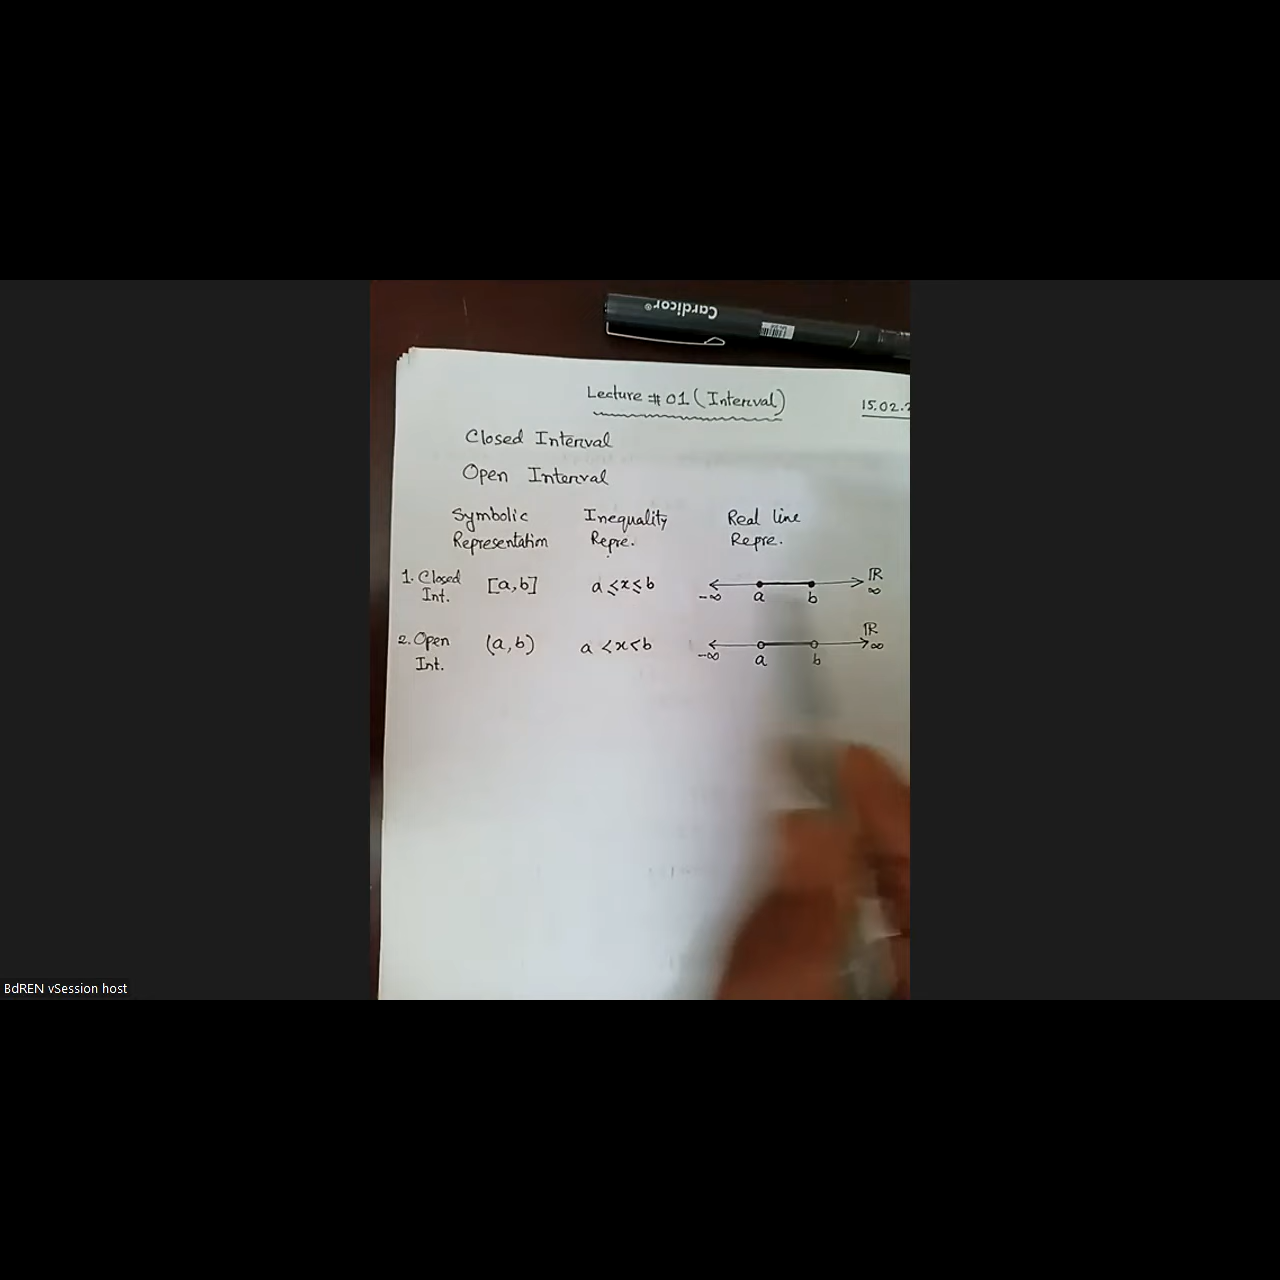 Cardicor®
Lecture # 01 (Interval)
15.02.2
Closed Interval
Open Interval
Symbolic Representation
Inequality Repre.
Real line Repre.
1. Closed Int.
[a,b]
a ≤ x ≤ b
-∞ a b ℝ ∞
2. Open Int.
(a,b)
a < x < b
-∞ a b ℝ ∞
BdREN vSession host